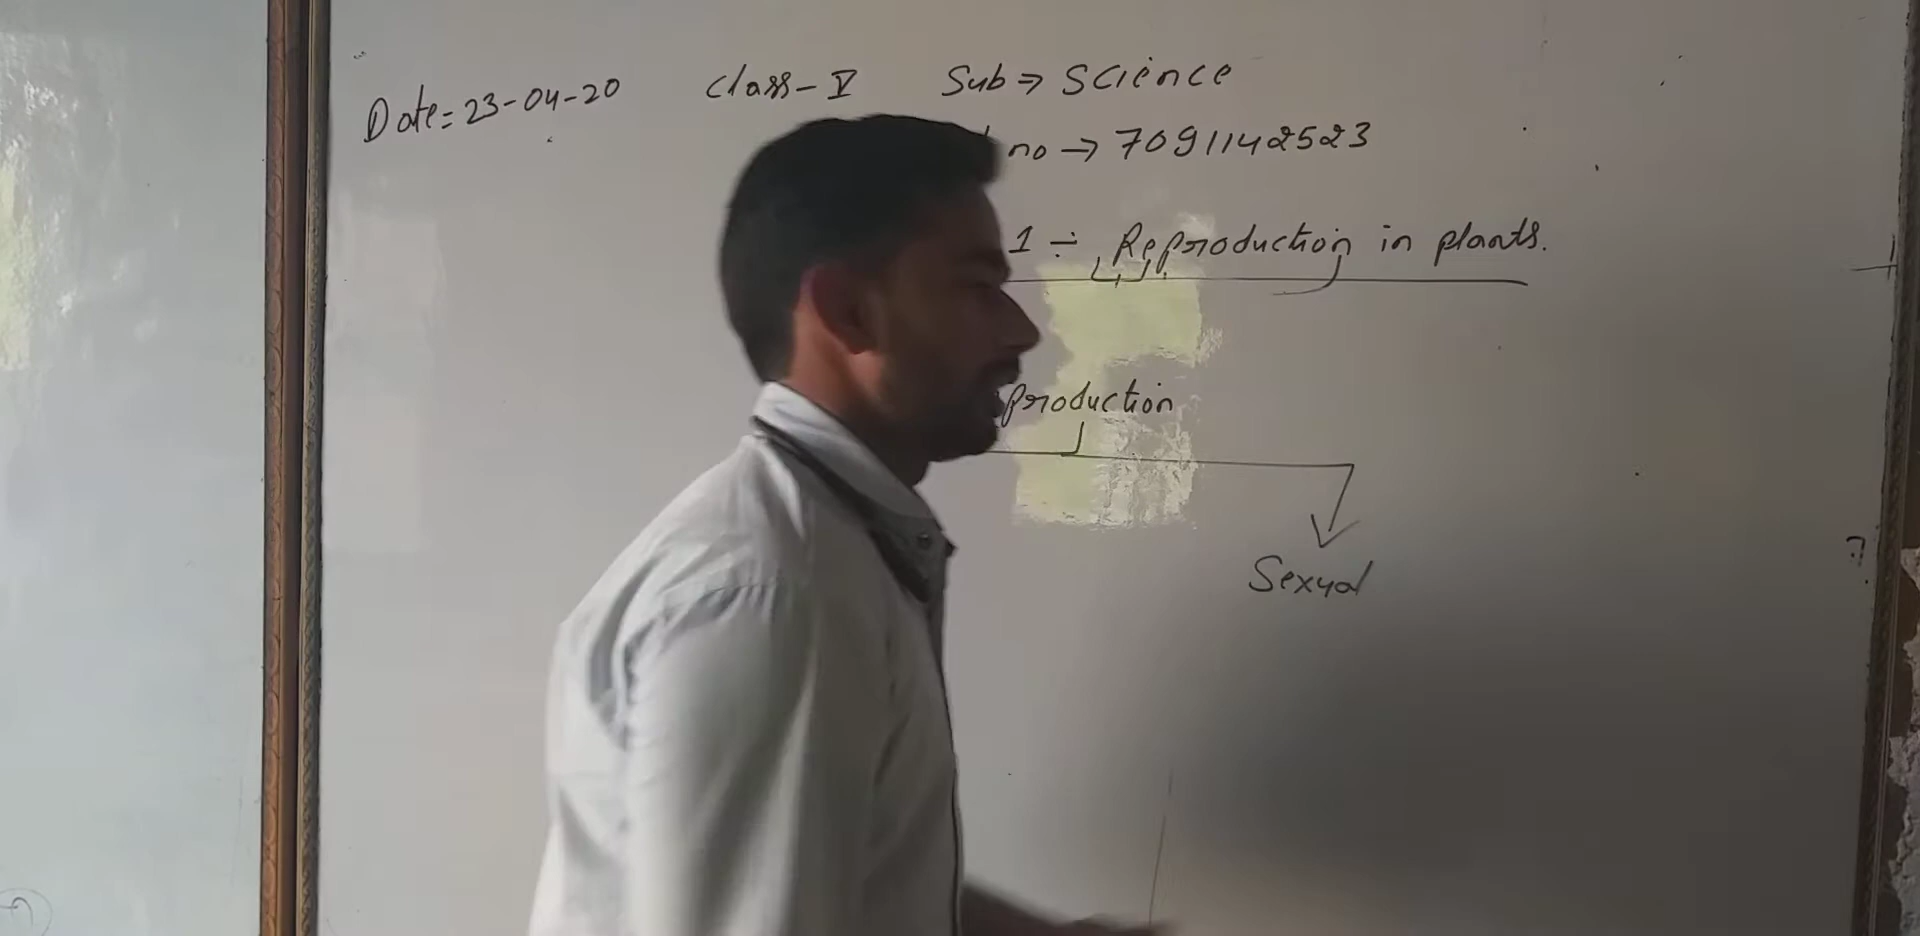 Date=23-04-20 Class-V Sub⇒Science
no → 7091142523
1 ÷ Reproduction in plants.
production
Sexual